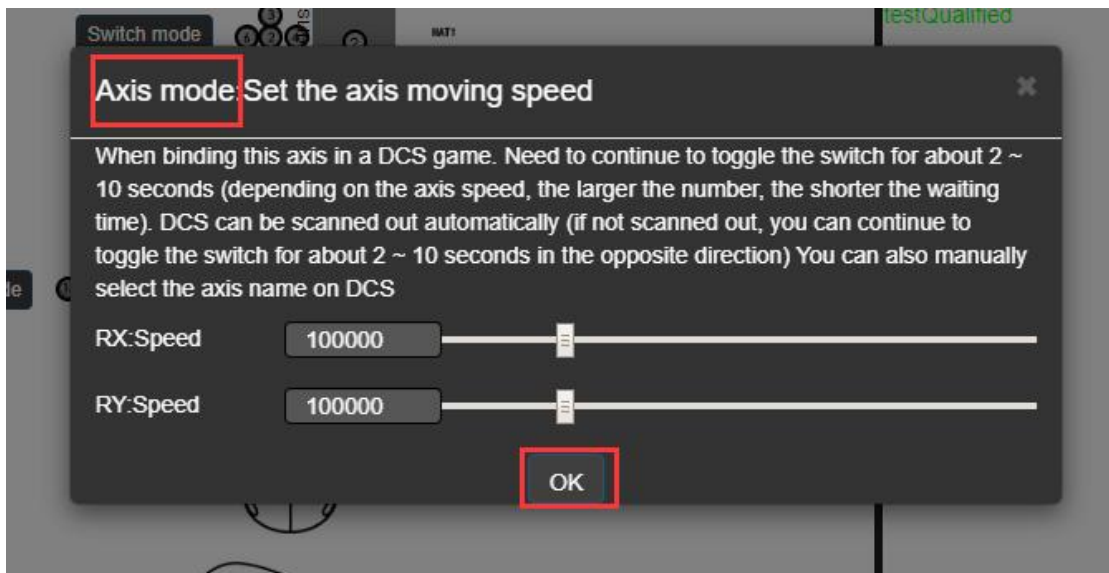 testQualified
Switch mode
HAT1
Axis mode:Set the axis moving speed
When binding this axis in a DCS game. Need to continue to toggle the switch for about 2 ~
10 seconds (depending on the axis speed, the larger the number, the shorter the waiting
time). DCS can be scanned out automatically (if not scanned out, you can continue to
toggle the switch for about 2 ~ 10 seconds in the opposite direction) You can also manually
select the axis name on DCS
RX:Speed 100000
RY:Speed 100000
OK